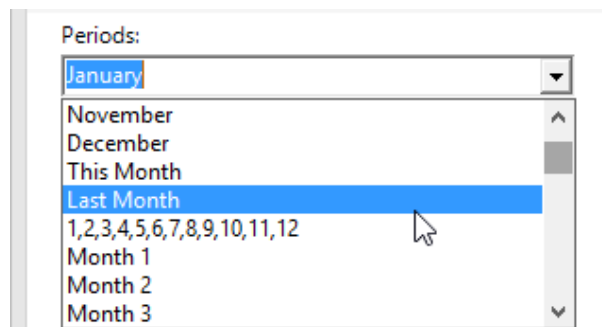 Periods:
January
November
December
This Month
Last Month
1,2,3,4,5,6,7,8,9,10,11,12
Month 1
Month 2
Month 3